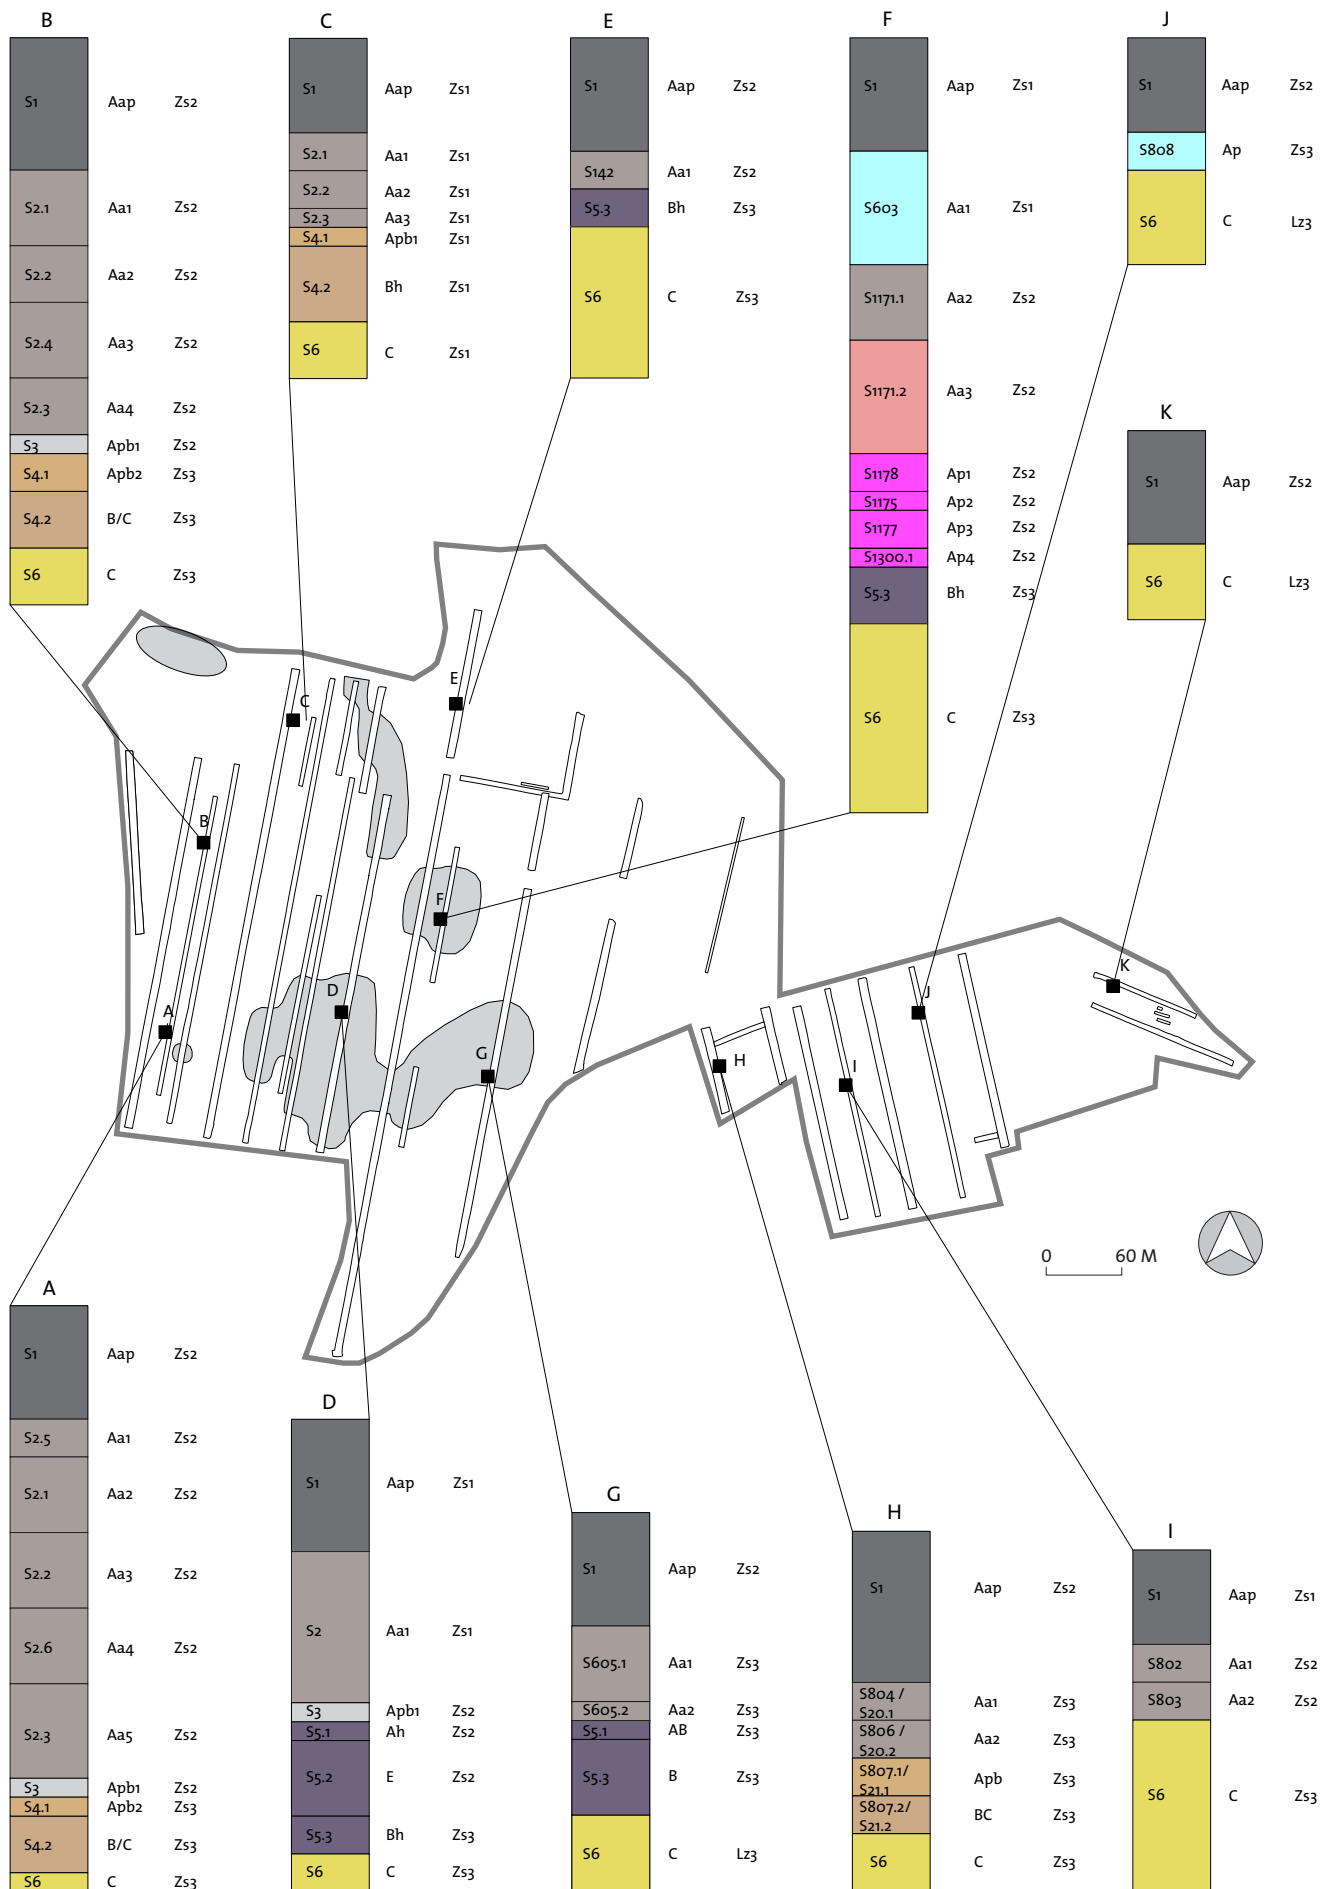 B
S1 Aap Zs2
S2.1 Aa1 Zs2
S2.2 Aa2 Zs2
S2.4 Aa3 Zs2
S2.3 Aa4 Zs2
S3 Apb1 Zs2
S4.1 Apb2 Zs3
S4.2 B/C Zs3
S6 C Zs3
C
S1 Aap Zs1
S2.1 Aa1 Zs1
S2.2 Aa2 Zs1
S2.3 Aa3 Zs1
S4.1 Apb1 Zs1
S4.2 Bh Zs1
S6 C Zs1
E
S1 Aap Zs2
S142 Aa1 Zs2
S5.3 Bh Zs3
S6 C Zs3
F
S1 Aap Zs1
S603 Aa1 Zs1
S1171.1 Aa2 Zs2
S1171.2 Aa3 Zs2
S1178 Ap1 Zs2
S1175 Ap2 Zs2
S1177 Ap3 Zs2
S1300.1 Ap4 Zs2
S5.3 Bh Zs3
S6 C Zs3
J
S1 Aap Zs2
S808 Ap Zs3
S6 C Lz3
K
S1 Aap Zs2
S6 C Lz3
E
C
B
F
A
D
G
H
I
J
K
0 60 M
A
S1 Aap Zs2
S2.5 Aa1 Zs2
S2.1 Aa2 Zs2
S2.2 Aa3 Zs2
S2.6 Aa4 Zs2
S2.3 Aa5 Zs2
S3 Apb1 Zs2
S4.1 Apb2 Zs3
S4.2 B/C Zs3
S6 C Zs3
D
S1 Aap Zs1
S2 Aa1 Zs1
S3 Apb1 Zs2
S5.1 Ah Zs2
S5.2 E Zs2
S5.3 Bh Zs3
S6 C Zs3
G
S1 Aap Zs2
S605.1 Aa1 Zs3
S605.2 Aa2 Zs3
S5.1 AB Zs3
S5.3 B Zs3
S6 C Lz3
H
S1 Aap Zs2
S804 /
S20.1 Aa1 Zs3
S806 /
S20.2 Aa2 Zs3
S807.1/
S21.1 Apb Zs3
S807.2/
S21.2 BC Zs3
S6 C Zs3
I
S1 Aap Zs1
S802 Aa1 Zs2
S803 Aa2 Zs2
S6 C Zs3